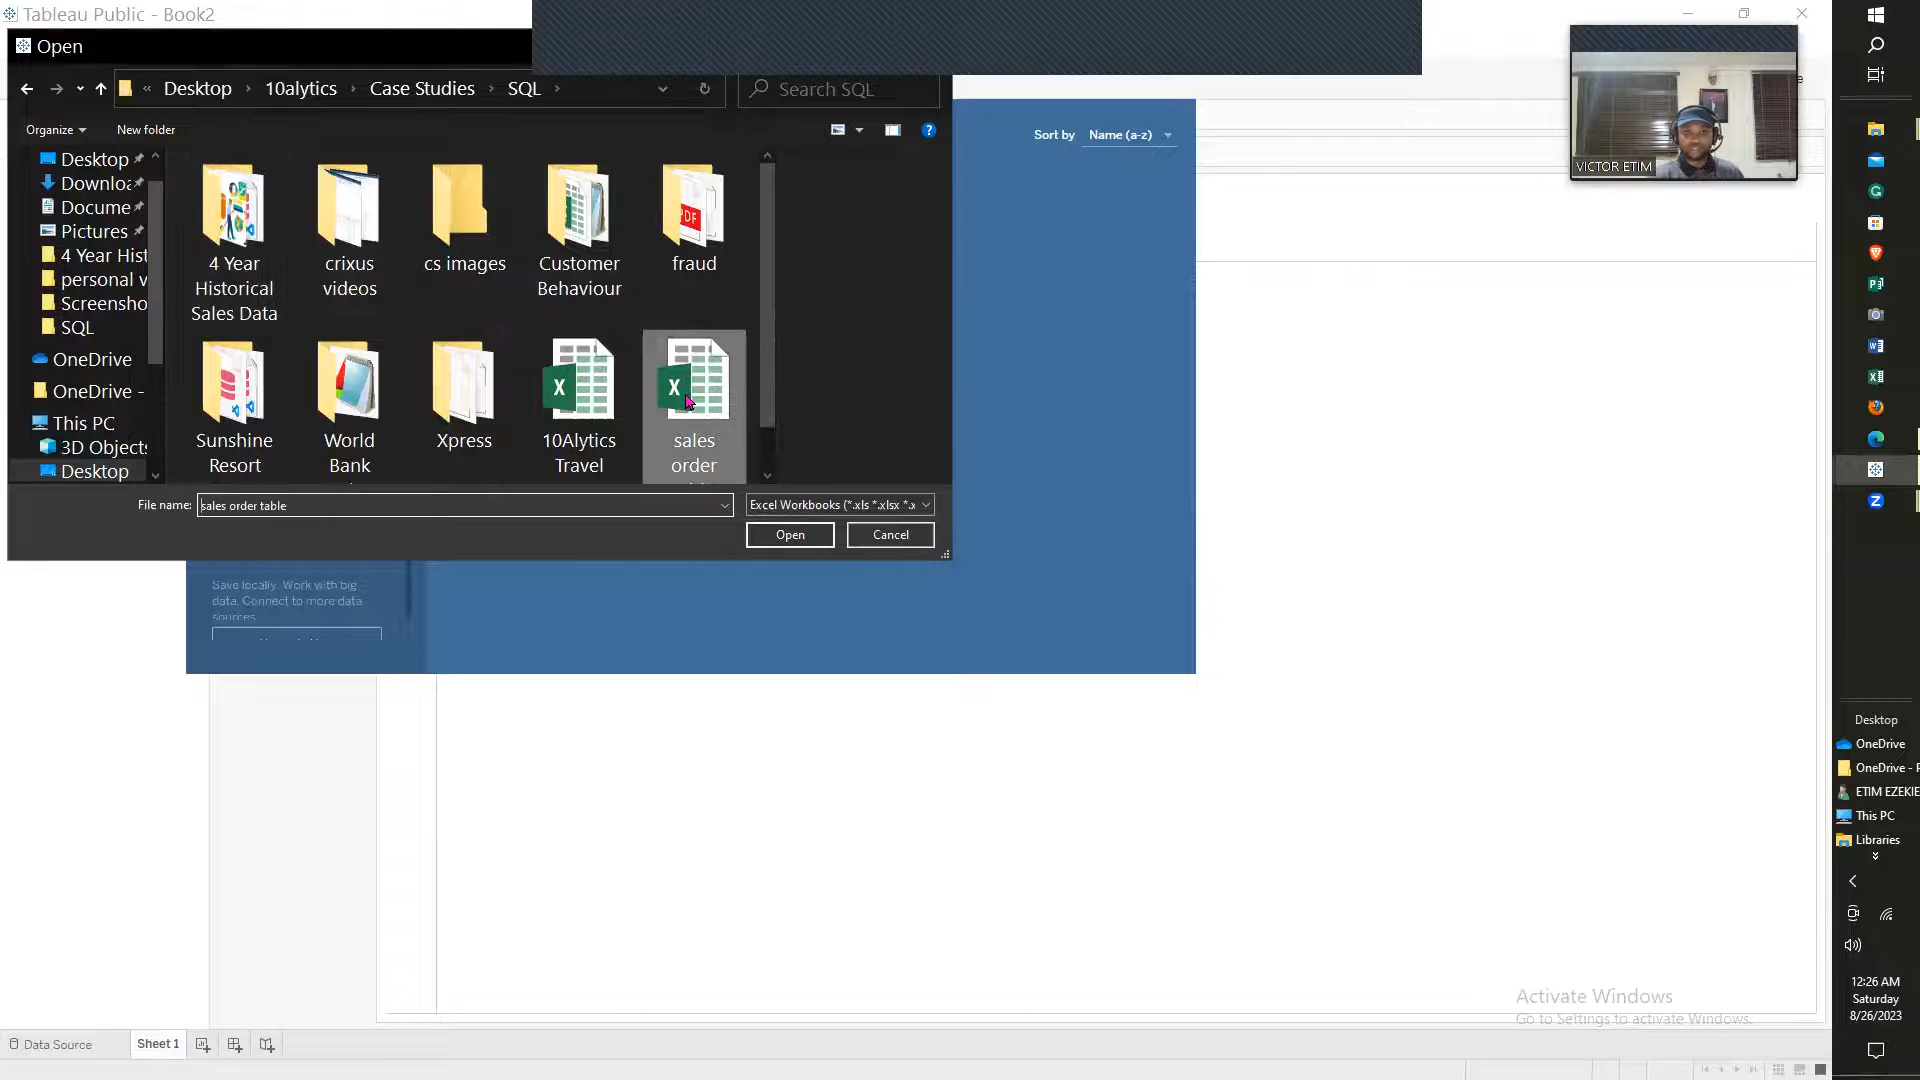 Tableau Public - Book2
Open
VICTOR ETIM
« Desktop > 10alytics > Case Studies > SQL >
Search SQL
Organize
New folder
Sort by Name (a-z)
Desktop
Downloa
Docume
Pictures
4 Year Hist
personal v
Screensho
SQL
OneDrive
OneDrive -
This PC
3D Objects
Desktop
4 Year
Historical
Sales Data
crixus
videos
cs images
Customer
Behaviour
fraud
PDF
Sunshine
Resort
World
Bank
Xpress
10Alytics
Travel
sales
order
File name:
sales order table
Excel Workbooks (*.xls *.xlsx *.x
Open
Cancel
Save locally. Work with big
data. Connect to more data
sources
Desktop
OneDrive
OneDrive - F
ETIM EZEKIE
This PC
Libraries
12:26 AM
Saturday
8/26/2023
Activate Windows
Go to Settings to activate Windows.
Data Source
Sheet 1